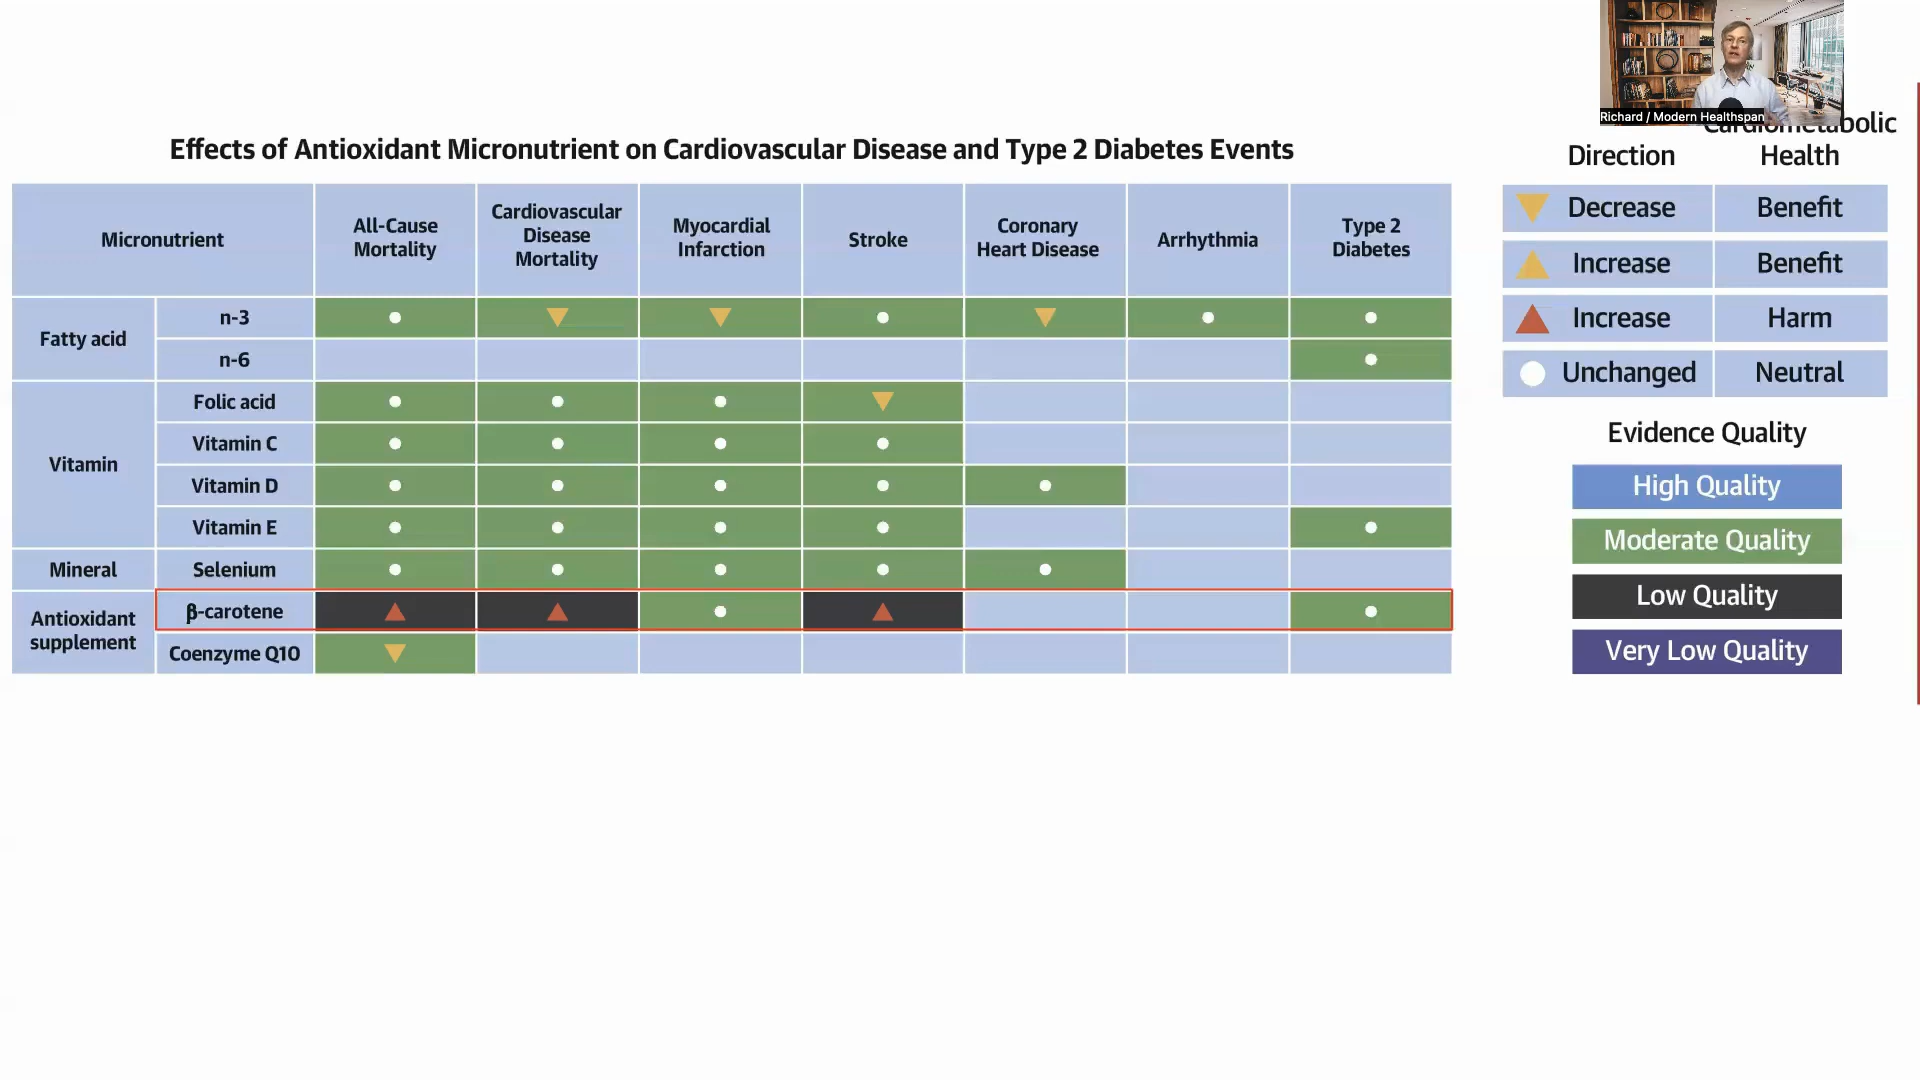 Richard / Modern Healthspan
Effects of Antioxidant Micronutrient on Cardiovascular Disease and Type 2 Diabetes Events
Micronutrient
All-Cause
Mortality
Cardiovascular
Disease
Mortality
Myocardial
Infarction
Stroke
Coronary
Heart Disease
Arrhythmia
Type 2
Diabetes
Fatty acid
n-3
n-6
Vitamin
Folic acid
Vitamin C
Vitamin D
Vitamin E
Mineral
Selenium
Antioxidant
supplement
β-carotene
Coenzyme Q10
Direction
Cardiometabolic
Health
Decrease
Benefit
Increase
Benefit
Increase
Harm
Unchanged
Neutral
Evidence Quality
High Quality
Moderate Quality
Low Quality
Very Low Quality